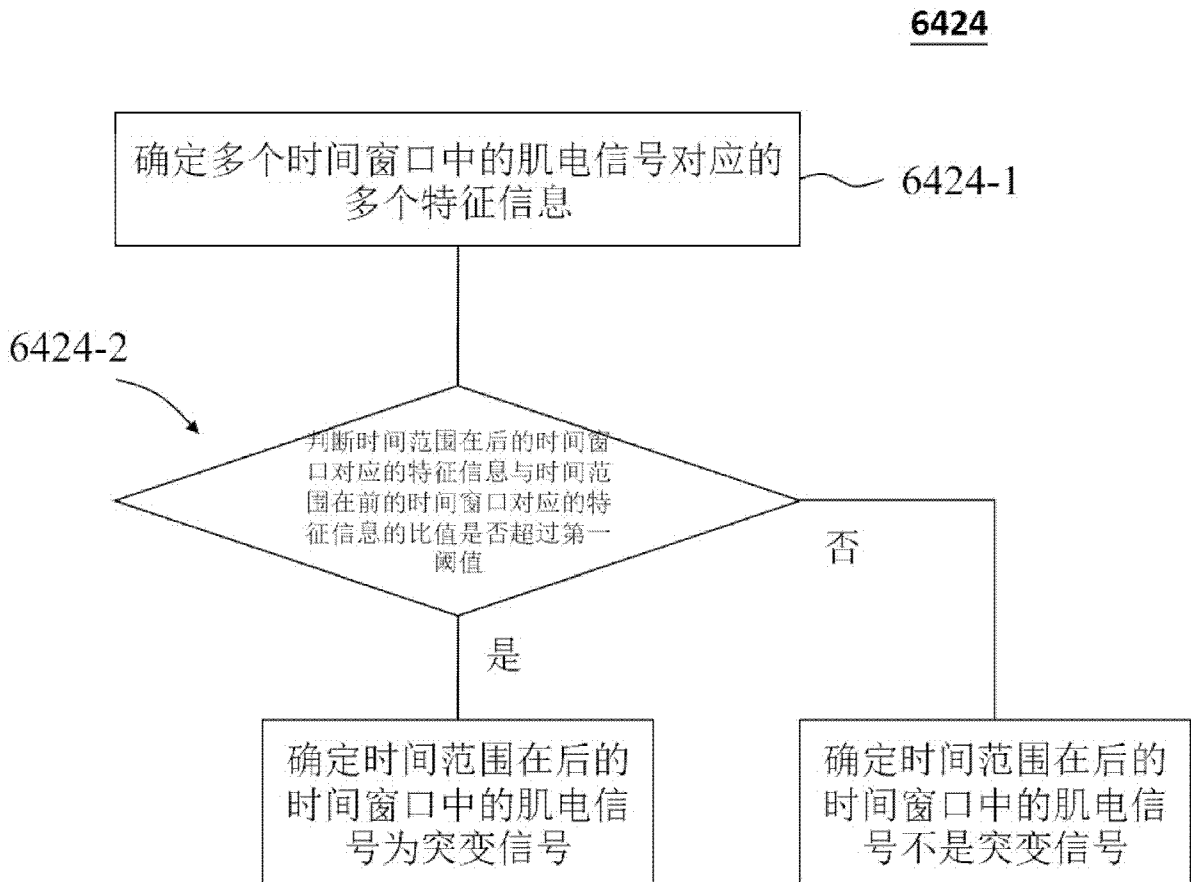 6424
确定多个时间窗口中的肌电信号对应的
多个特征信息
6424-1
6424-2
判断时间范围在后的时间窗
口对应的特征信息与时间范
围在前的时间窗口对应的特
征信息的比值是否超过第一
阈值
否
是
确定时间范围在后的
时间窗口中的肌电信
号为突变信号
确定时间范围在后的
时间窗口中的肌电信
号不是突变信号